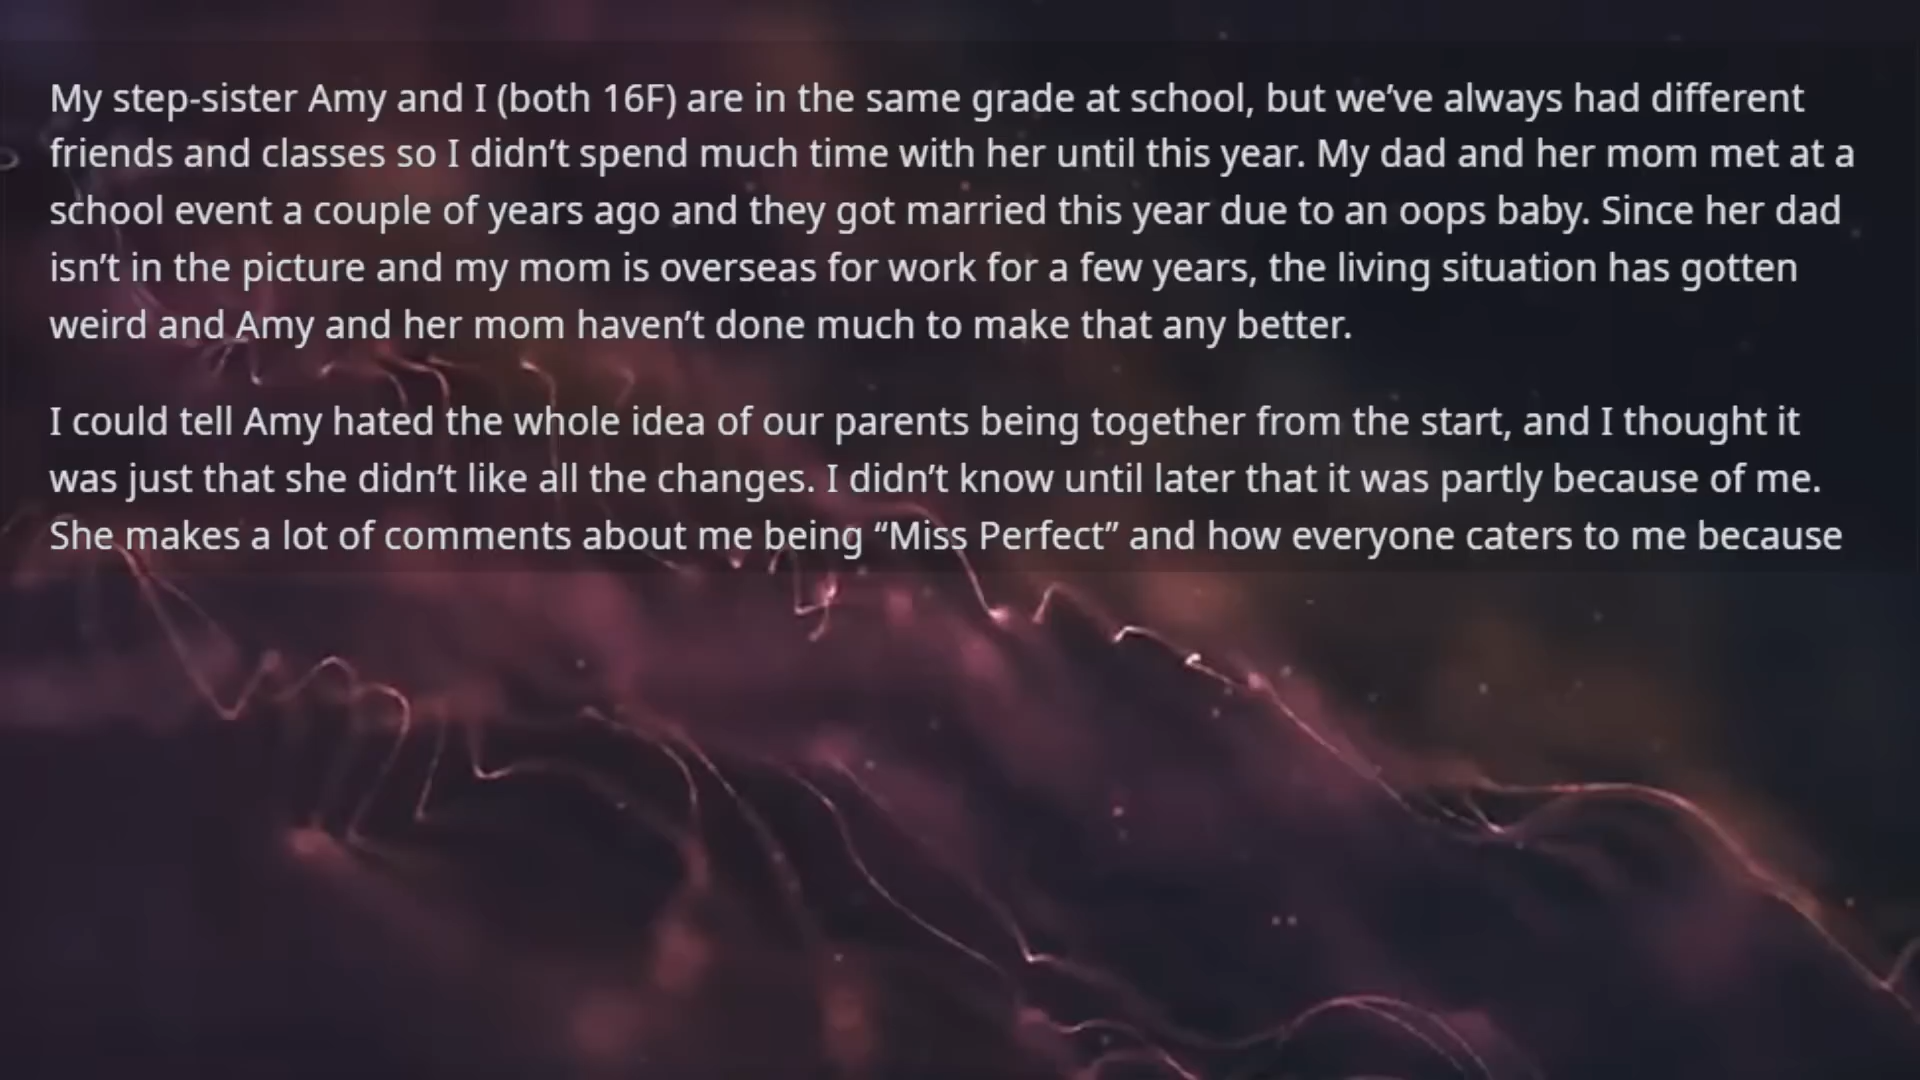 My step-sister Amy and I (both 16F) are in the same grade at school, but we’ve always had different
friends and classes so I didn’t spend much time with her until this year. My dad and her mom met at a
school event a couple of years ago and they got married this year due to an oops baby. Since her dad
isn’t in the picture and my mom is overseas for work for a few years, the living situation has gotten
weird and Amy and her mom haven’t done much to make that any better.
I could tell Amy hated the whole idea of our parents being together from the start, and I thought it
was just that she didn’t like all the changes. I didn’t know until later that it was partly because of me.
She makes a lot of comments about me being “Miss Perfect” and how everyone caters to me because